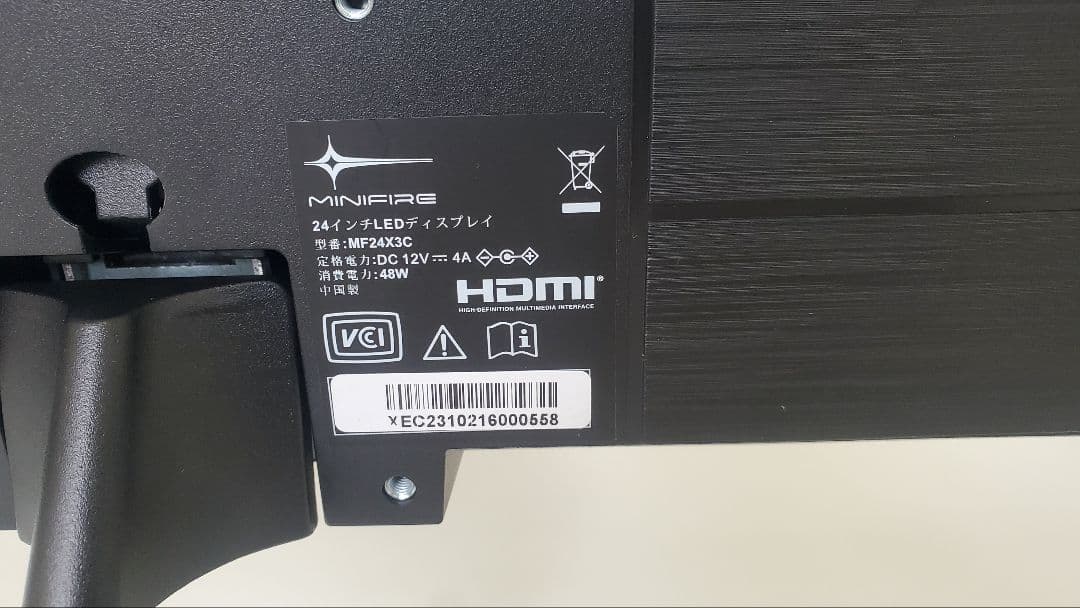 MINIFIRE
24インチLEDディスプレイ
型番:MF24X3C
定格電力:DC 12V⎓ 4A
消費電力:48W
中国製
HDMI®
HIGH-DEFINITION MULTIMEDIA INTERFACE
VCCI
XEC2310216000558